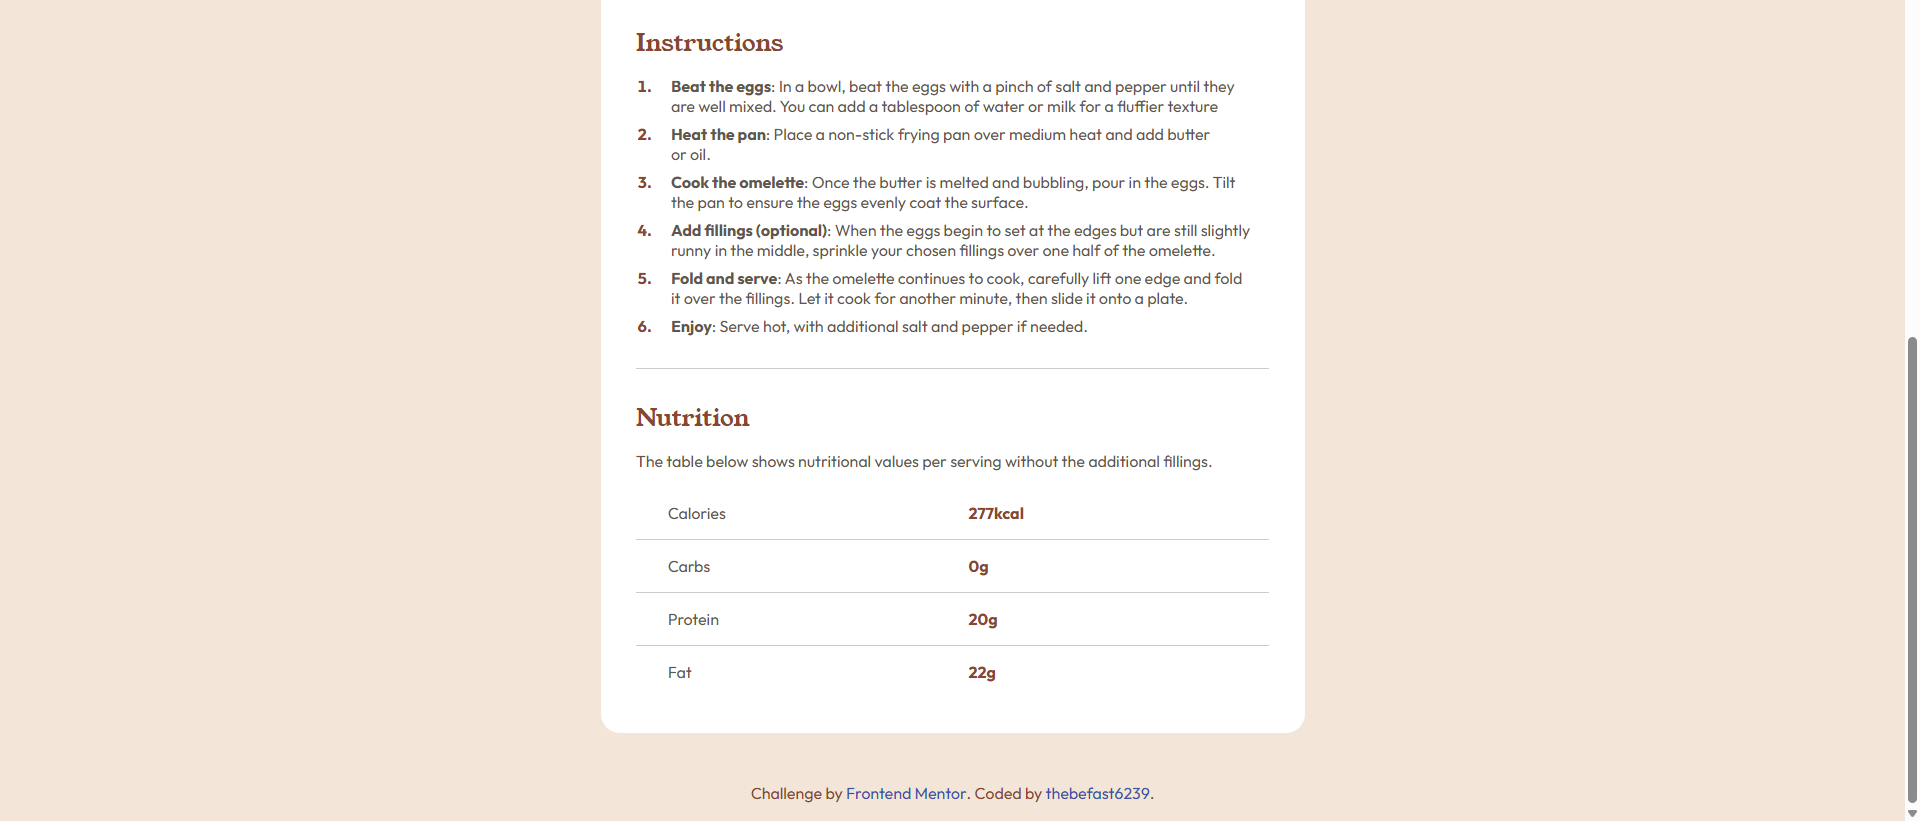 Instructions
1. Beat the eggs: In a bowl, beat the eggs with a pinch of salt and pepper until they
are well mixed. You can add a tablespoon of water or milk for a fluffier texture
2. Heat the pan: Place a non-stick frying pan over medium heat and add butter
or oil.
3. Cook the omelette: Once the butter is melted and bubbling, pour in the eggs. Tilt
the pan to ensure the eggs evenly coat the surface.
4. Add fillings (optional): When the eggs begin to set at the edges but are still slightly
runny in the middle, sprinkle your chosen fillings over one half of the omelette.
5. Fold and serve: As the omelette continues to cook, carefully lift one edge and fold
it over the fillings. Let it cook for another minute, then slide it onto a plate.
6. Enjoy: Serve hot, with additional salt and pepper if needed.
Nutrition
The table below shows nutritional values per serving without the additional fillings.
Calories 277kcal
Carbs 0g
Protein 20g
Fat 22g
Challenge by Frontend Mentor. Coded by thebefast6239.